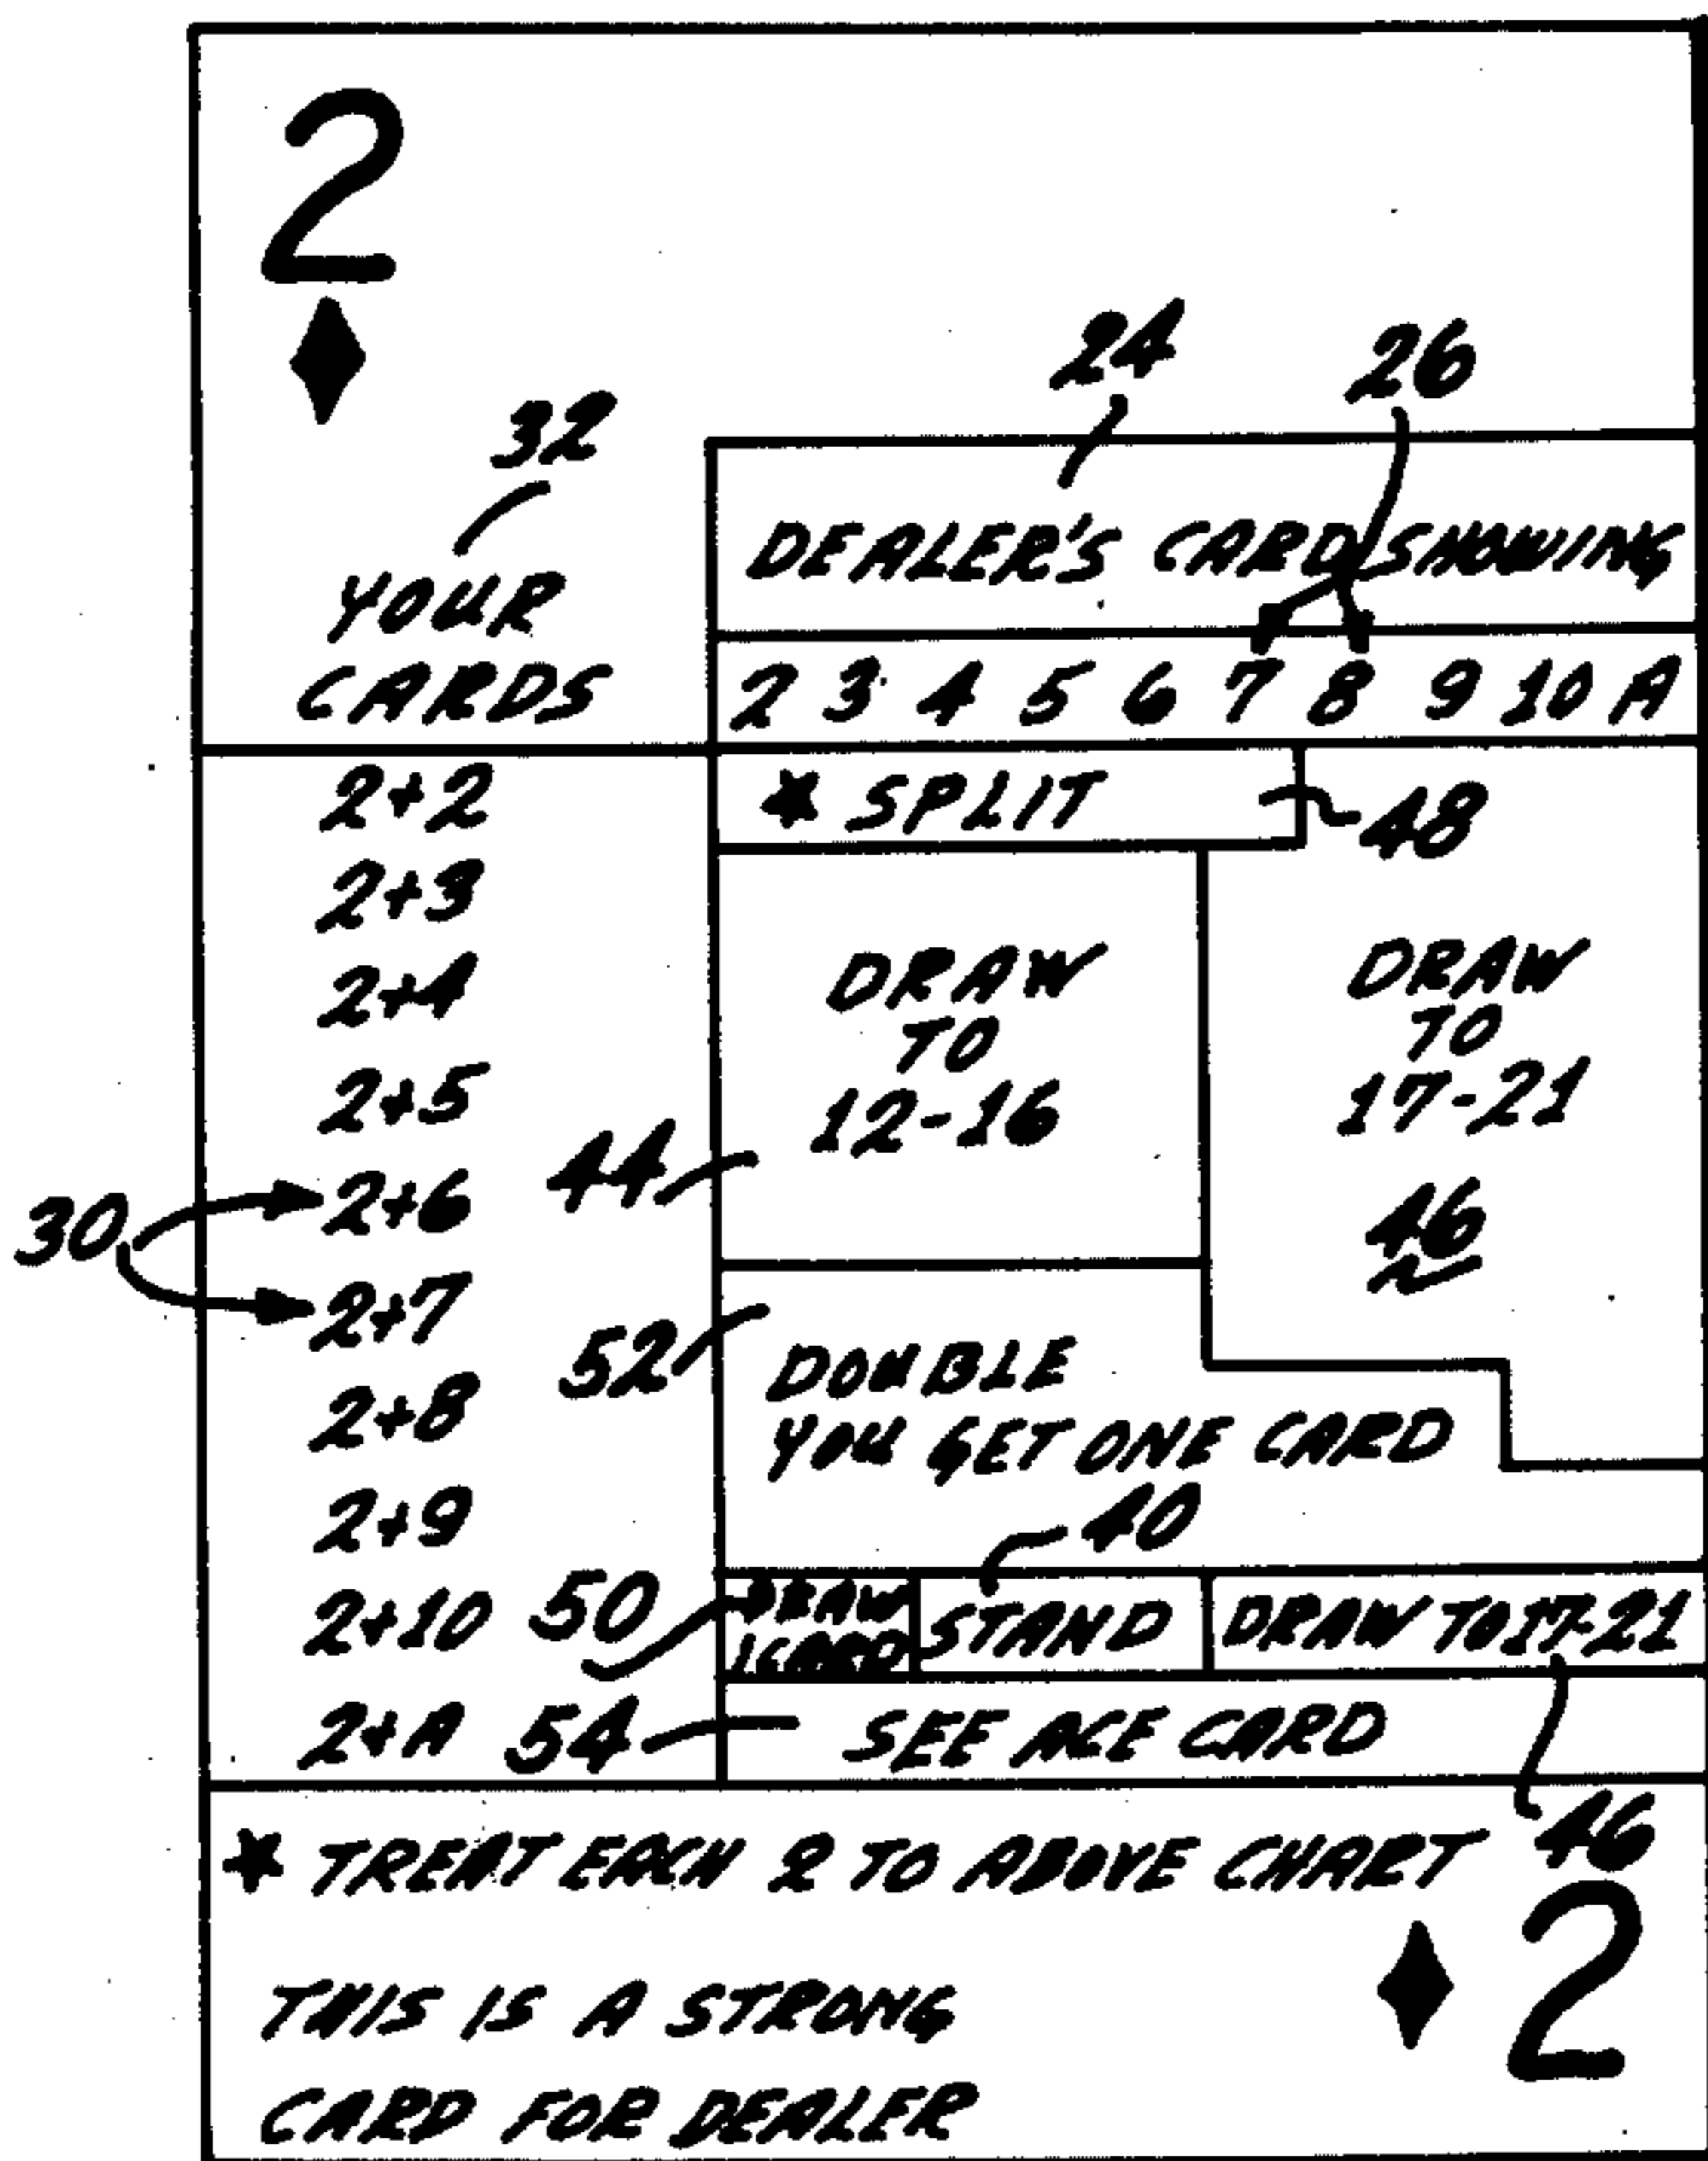 2
24
26
32
DEALER'S CARD SHOWING
YOUR
CARDS
2 3 4 5 6 7 8 9 10 A
2+2
* SPLIT
48
2+3
2+4
DRAW
TO
12-16
DRAW
TO
17-21
2+5
44
46
30
2+6
2+7
52
DOUBLE
YOU GET ONE CARD
2+8
2+9
40
2+10
50
DRAW
1 CARD
STAND
DRAW TO 17-21
2+A
54
SEE ACE CARD
46
* TREAT EACH 2 TO ABOVE CHART
2
THIS IS A STRONG
CARD FOR DEALER